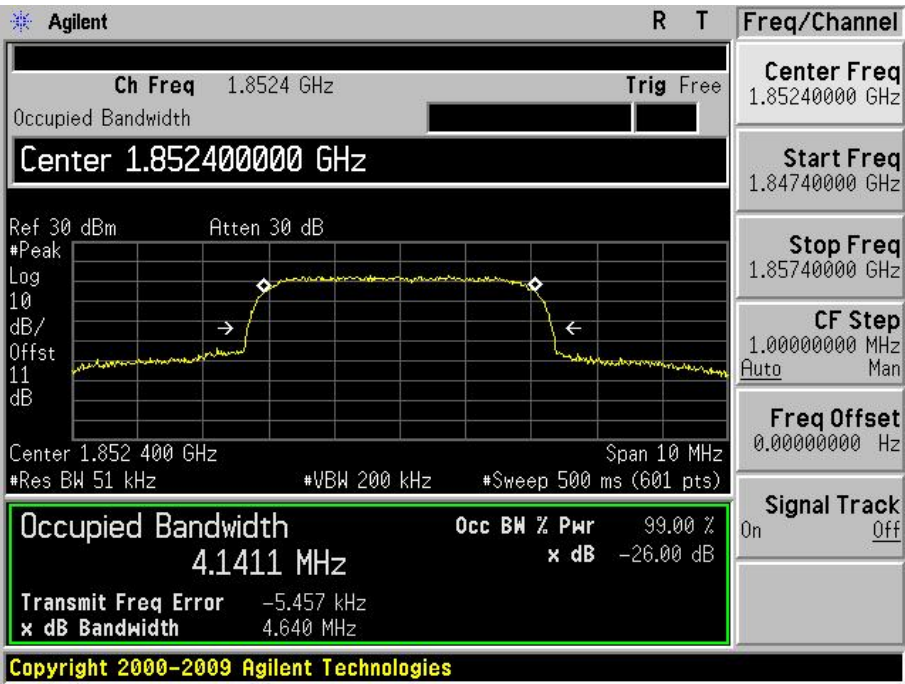 Agilent R T
Ch Freq 1.8524 GHz Trig Free
Occupied Bandwidth
Center 1.852400000 GHz
Ref 30 dBm Atten 30 dB
#Peak
Log
10
dB/
Offst
11
dB
Center 1.852 400 GHz Span 10 MHz
#Res BW 51 kHz #VBW 200 kHz #Sweep 500 ms (601 pts)
Occupied Bandwidth Occ BW % Pwr 99.00 %
4.1411 MHz x dB -26.00 dB
Transmit Freq Error -5.457 kHz
x dB Bandwidth 4.640 MHz
Copyright 2000-2009 Agilent Technologies
Freq/Channel
Center Freq
1.85240000 GHz
Start Freq
1.84740000 GHz
Stop Freq
1.85740000 GHz
CF Step
1.00000000 MHz
Auto Man
Freq Offset
0.00000000 Hz
Signal Track
On Off